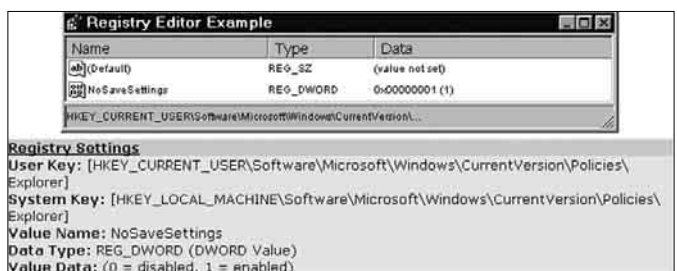 Registry Editor Example
Name Type Data
(Default) REG_SZ (value not set)
NoSaveSettings REG_DWORD 0x00000001 (1)
HKEY_CURRENT_USER\Software\Microsoft\Windows\CurrentVersion\...
Registry Settings
User Key: [HKEY_CURRENT_USER\Software\Microsoft\Windows\CurrentVersion\Policies\
Explorer]
System Key: [HKEY_LOCAL_MACHINE\Software\Microsoft\Windows\CurrentVersion\Policies\
Explorer]
Value Name: NoSaveSettings
Data Type: REG_DWORD (DWORD Value)
Value Data: (0 = disabled, 1 = enabled)